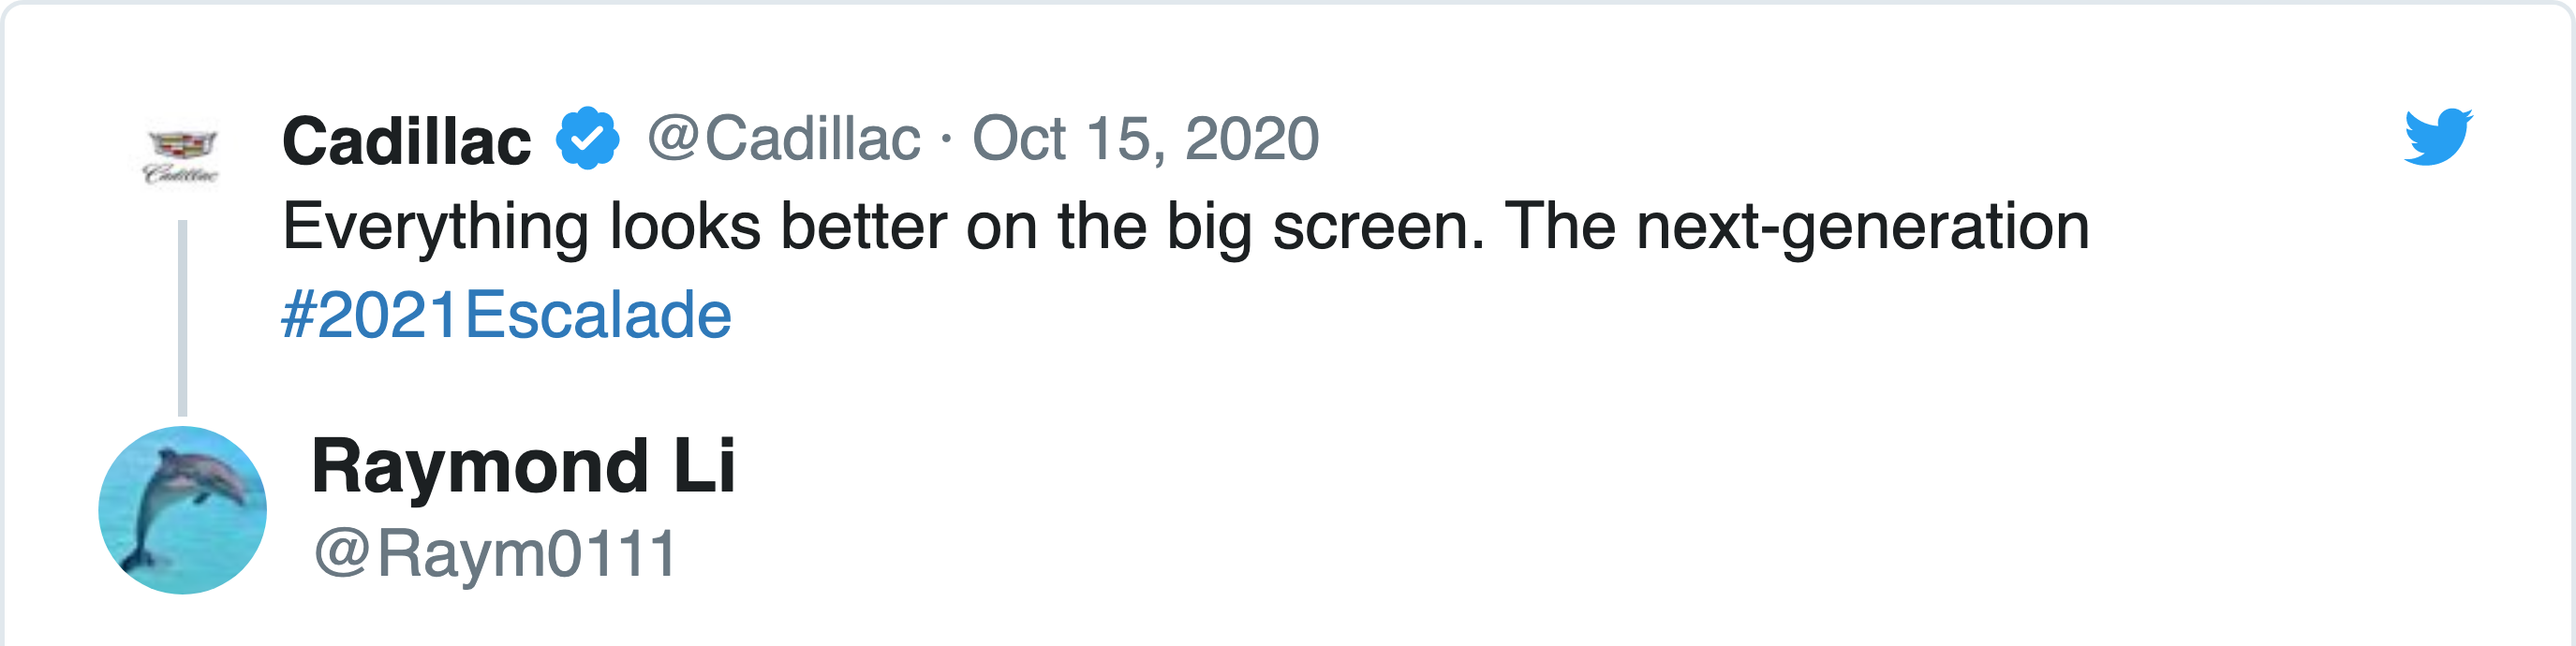 Cadillac @Cadillac · Oct 15, 2020
Everything looks better on the big screen. The next-generation
#2021Escalade
Cadillac
Raymond Li
@Raym0111